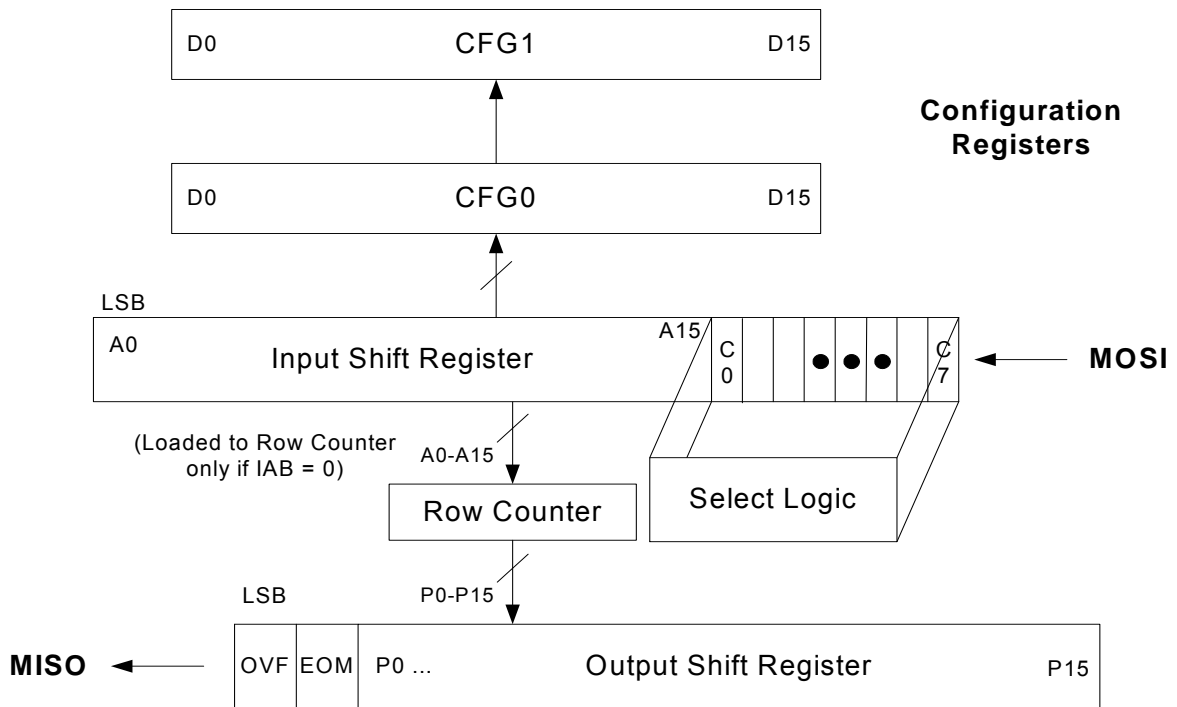 D0 CFG1 D15
Configuration
Registers
D0 CFG0 D15
LSB
A0 Input Shift Register A15 C0 C7 MOSI
(Loaded to Row Counter
only if IAB = 0)
A0-A15
Row Counter
Select Logic
P0-P15
LSB
MISO OVF EOM P0 ... Output Shift Register P15